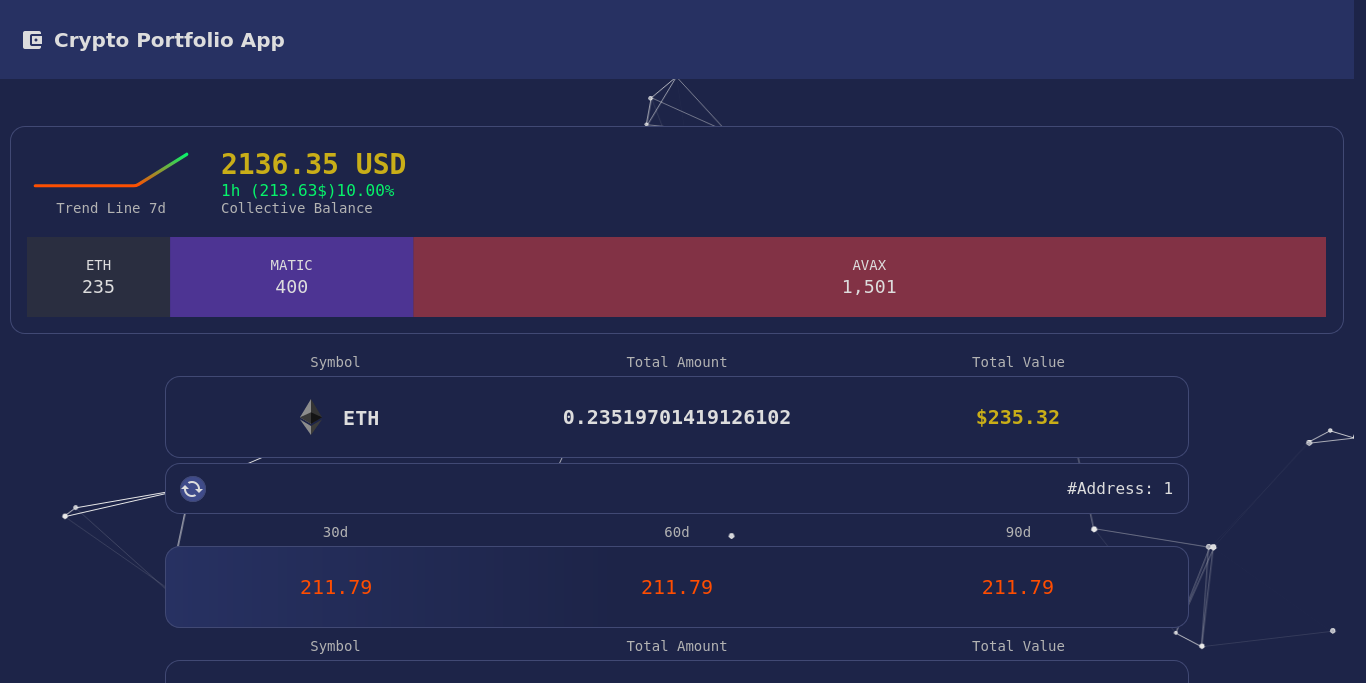 Crypto Portfolio App
2136.35 USD
1h (213.63$)10.00%
Trend Line 7d
Collective Balance
ETH
MATIC
AVAX
235
400
1,501
Symbol
Total Amount
Total Value
ETH
0.23519701419126102
$235.32
#Address: 1
30d
60d
90d
211.79
211.79
211.79
Symbol
Total Amount
Total Value